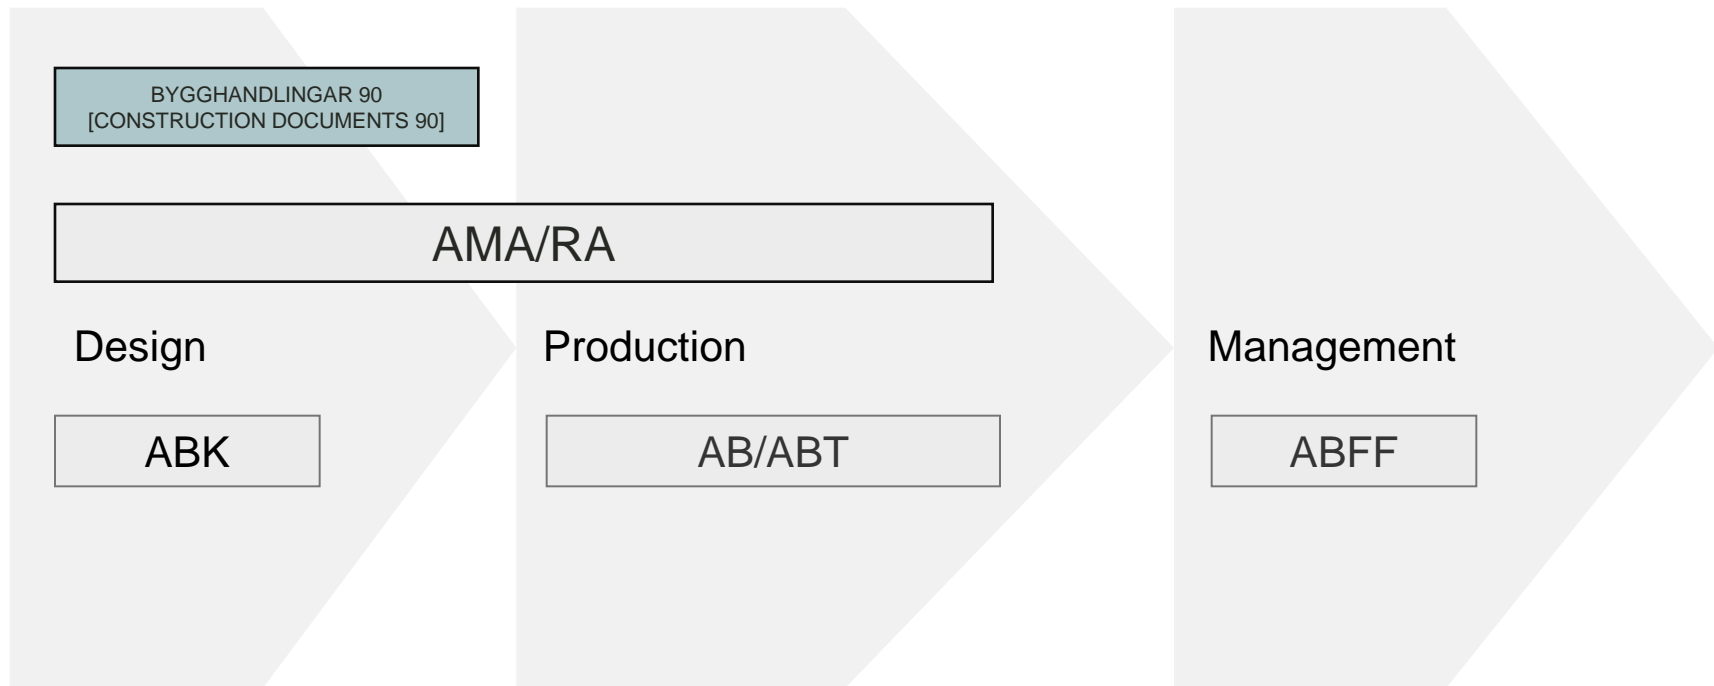 BYGGHANDLINGAR 90
[CONSTRUCTION DOCUMENTS 90]
AMA/RA
Design
Production
Management
ABK
AB/ABT
ABFF